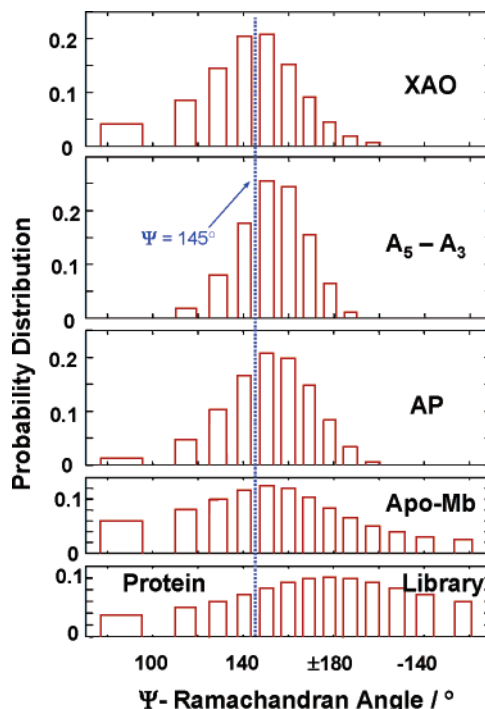 Probability Distribution
0.2
0.1
0
XAO
0.2
0.1
0
Ψ = 145°
A5 – A3
0.2
0.1
0
AP
0.1
0
Apo-Mb
0.1
0
Protein Library
100 140 ±180 -140
Ψ- Ramachandran Angle / °